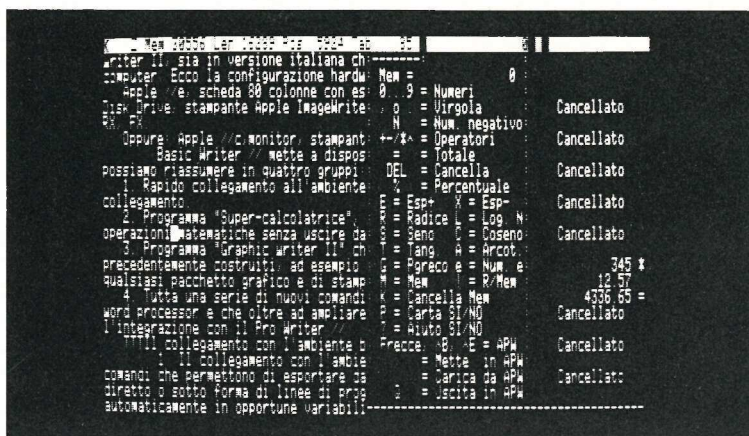 Mem Len Pos Tab 0
Writer II, sia in versione italiana ch
computer. Ecco la configurazione hardw Mem = 0
Apple //e, scheda 80 colonne con es 0...9 = Numeri
Disk Drive, stampante Apple ImageWrite , o . = Virgola Cancellato
RX/ FX N = Num. negativo
Oppure: Apple //c, monitor, stampant +-/*^ = Operatori Cancellato
Basic Writer // mette a dispos = = Totale
possiamo riassumere in quattro gruppi DEL = Cancella Cancellato
1. Rapido collegamento all'ambiente % = Percentuale
collegamento. E = Esp+ X = Esp- Cancellato
2. Programma "Super-calcolatrice", R = Radice L = Log. N
operazioni matematiche senza uscire da S = Seno C = Coseno Cancellato
3. Programma "Graphic Writer II" ch T = Tang A = Arcot.
precedentemente costruiti, ad esempio G = Pgreco e = Num. e 345 *
qualsiasi pacchetto grafico e di stamp M = Mem = R/Mem 12.57
4. Tutta una serie di nuovi comandi K = Cancella Mem 4336.65 =
word processor e che oltre ad ampliare P = Carta SI/NO Cancellato
l'integrazione con il Pro Writer // ? = Aiuto SI/NO
Il collegamento con l'ambiente b Frecce, ^B, ^E = APW Cancellato
1. Il collegamento con l'ambie = Mette in APW
comandi che permettono di esportare da = Carica da APW Cancellato
diretto o sotto forma di linee di prog Q = Uscita in APW
automaticamente in opportune variabili